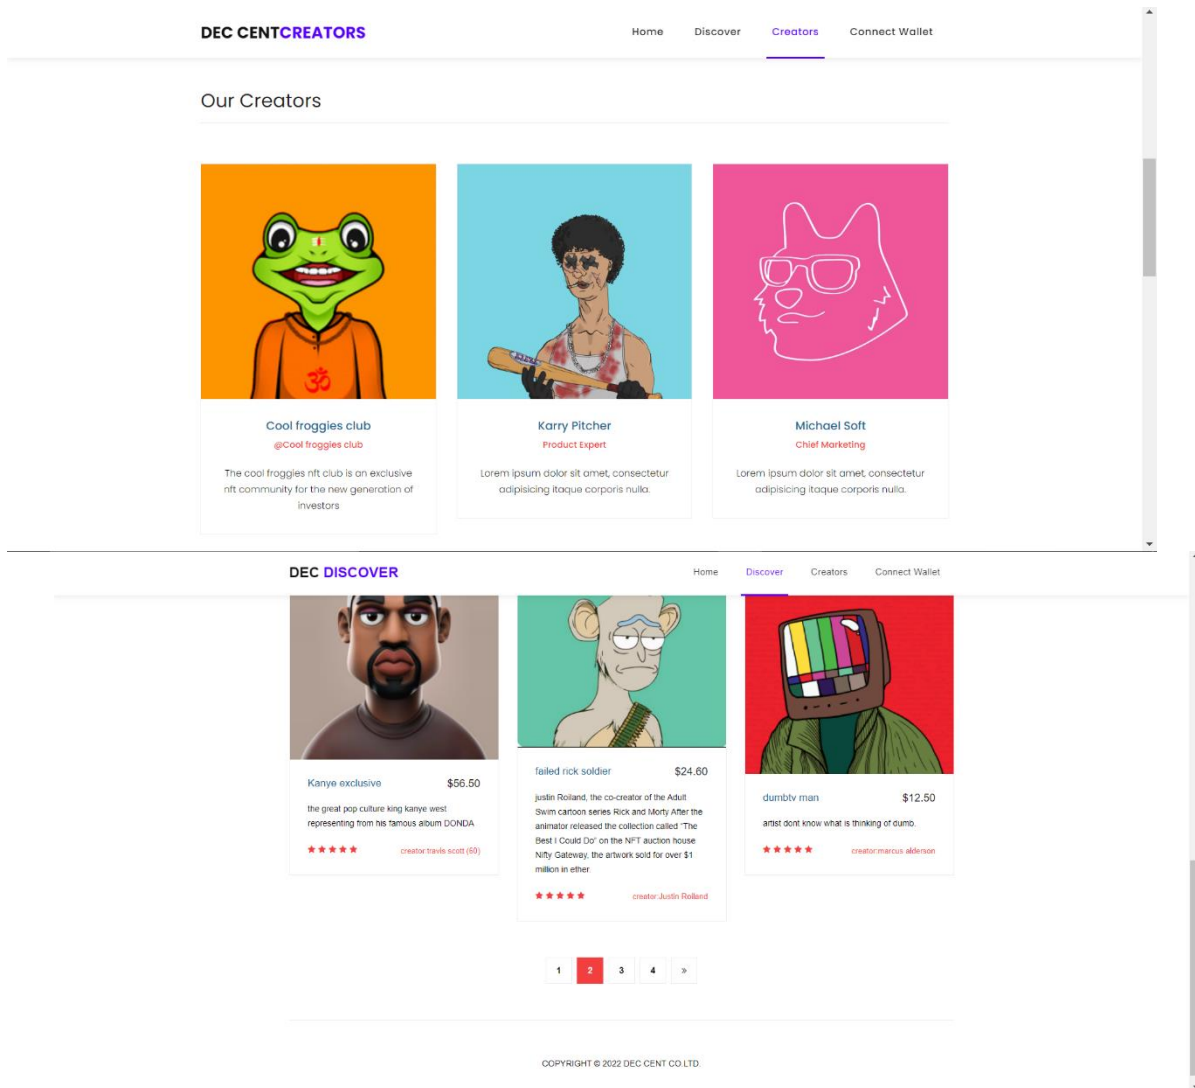 DEC CENTCREATORS
Home Discover Creators Connect Wallet
Our Creators
ॐ
Cool froggies club
@Cool froggies club
The cool froggies nft club is an exclusive
nft community for the new generation of
investors
Karry Pitcher
Product Expert
Lorem ipsum dolor sit amet, consectetur
adipisicing itaque corporis nulla.
Michael Soft
Chief Marketing
Lorem ipsum dolor sit amet, consectetur
adipisicing itaque corporis nulla.
DEC DISCOVER
Home Discover Creators Connect Wallet
Kanye exclusive $56.50
the great pop culture king kanye west
representing from his famous album DONDA
creator:travis scott (60)
failed rick soldier $24.60
justin Roiland, the co-creator of the Adult
Swim cartoon series Rick and Morty After the
animator released the collection called “The
Best I Could Do” on the NFT auction house
Nifty Gateway, the artwork sold for over $1
million in ether.
creator:Justin Roiland
dumbtv man $12.50
artist dont know what is thinking of dumb.
creator:marcus alderson
1 2 3 4 »
COPYRIGHT © 2022 DEC CENT CO.LTD.